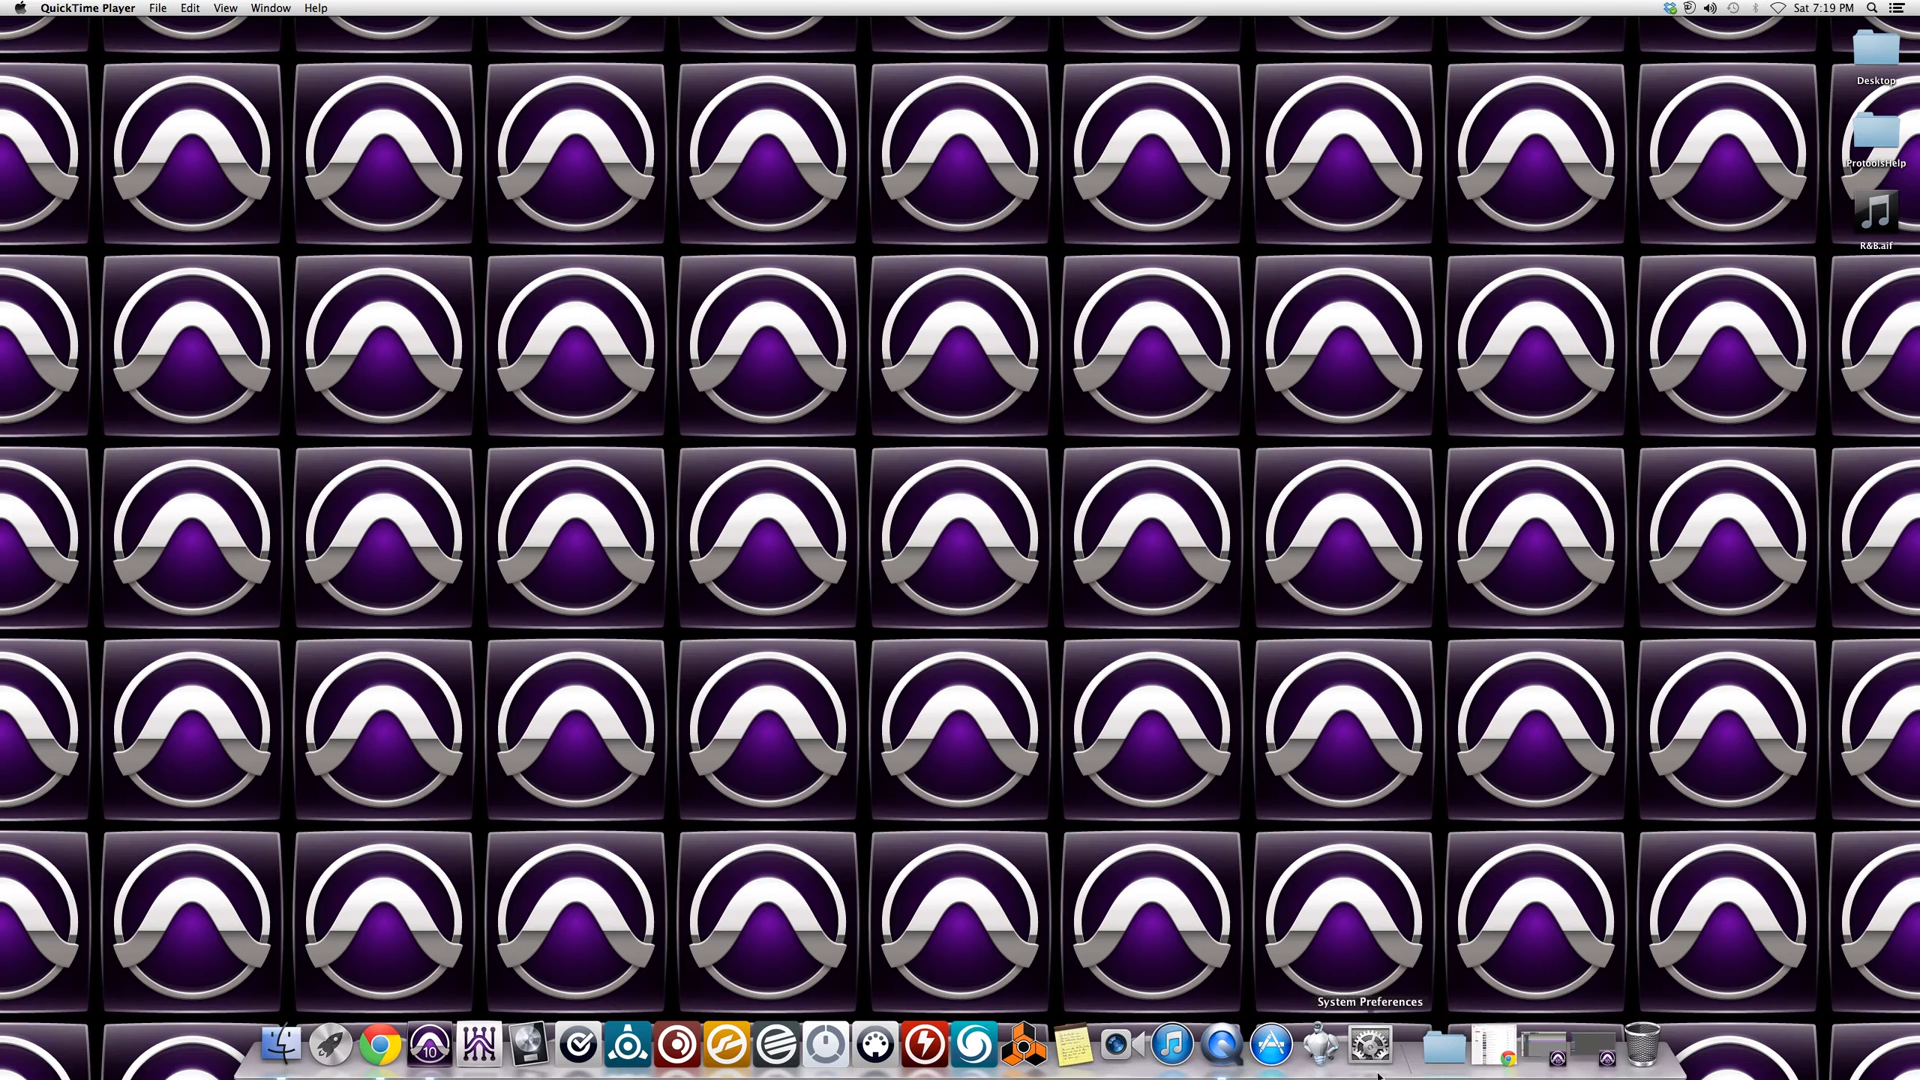 QuickTime Player File Edit View Window Help Sat 7:19 PM
Desktop
ProtoolsHelp
R&B.aif
System Preferences
10